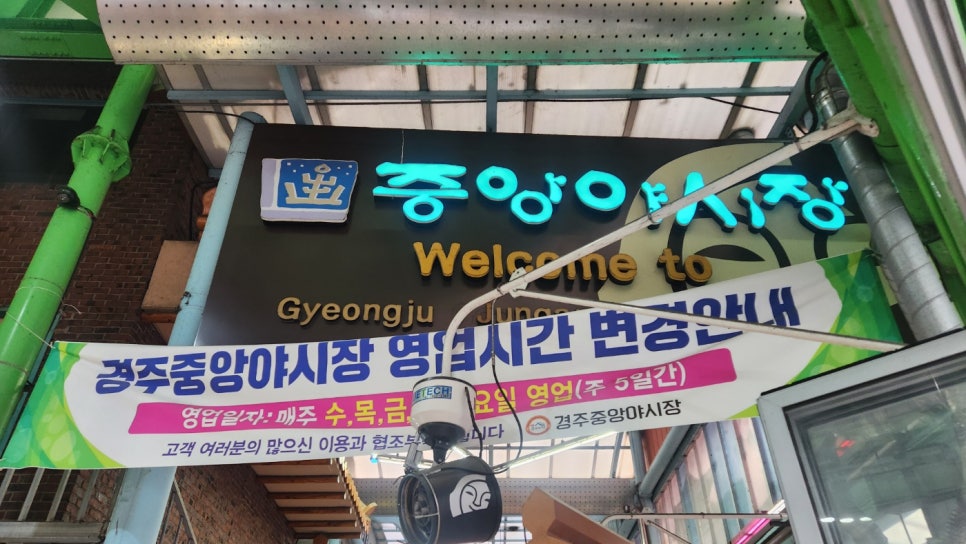 중앙야시장
Welcome to
Gyeongju
경주중앙야시장 영업시간 변경안내
영업일자: 매주 수,목,금, 요일 영업(주 5일간)
고객 여러분의 많으신 이용과 협조 니다
경주중앙야시장